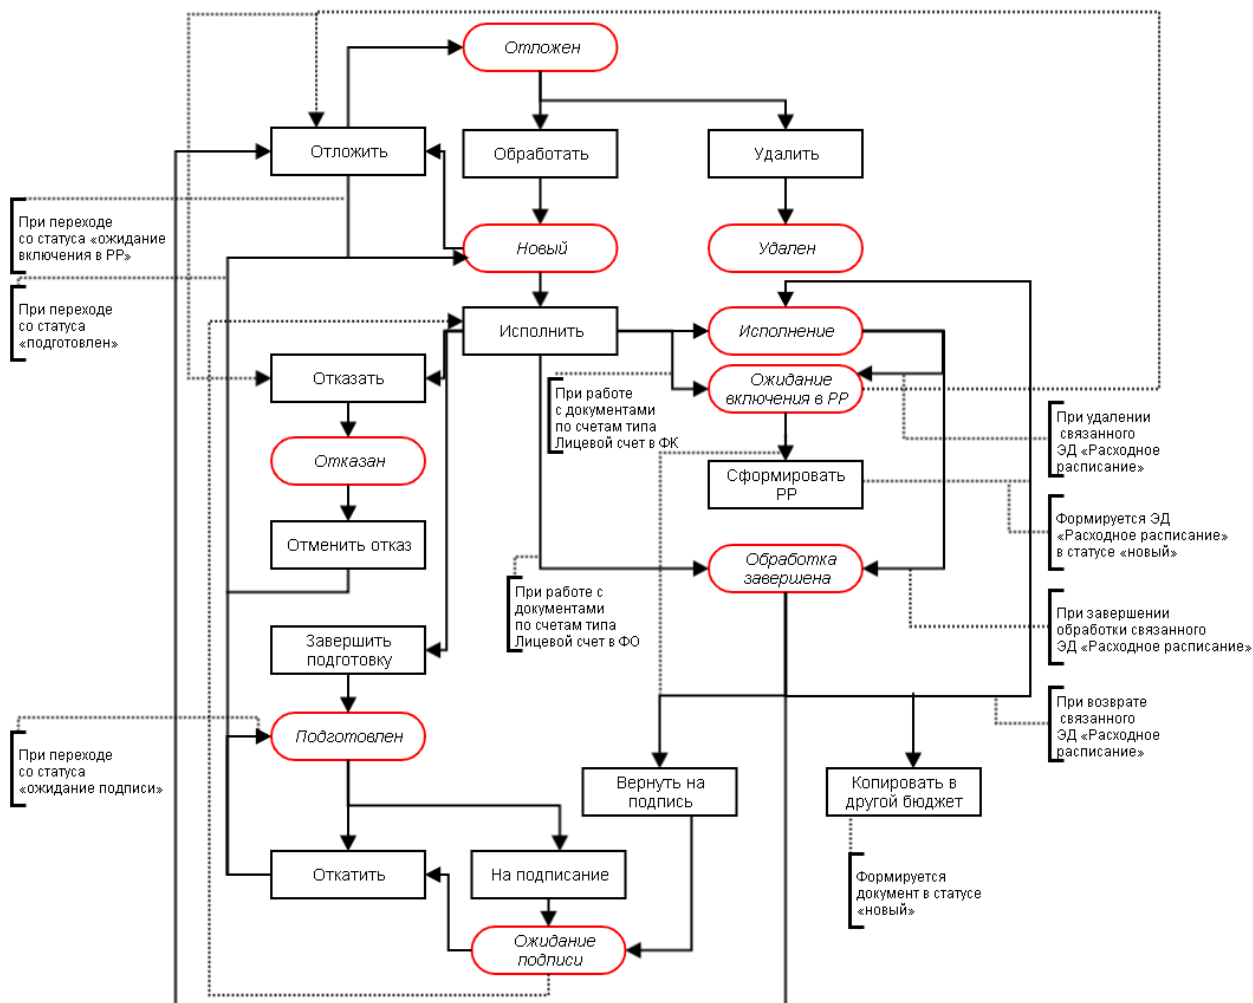 Отложен
Отложить
Обработать
Удалить
При переходе
со статуса «ожидание
включения в РР»
Новый
Удален
При переходе
со статуса
«подготовлен»
Исполнить
Исполнение
Отказать
Ожидание
включения в РР
При работе
с документами
по счетам типа
Лицевой счет в ФК
При удалении
связанного
ЭД «Расходное
расписание»
Отказан
Сформировать
РР
Формируется ЭД
«Расходное расписание»
в статусе «новый»
Отменить отказ
Обработка
завершена
При работе с
документами
по счетам типа
Лицевой счет в ФО
При завершении
обработки связанного
ЭД «Расходное расписание»
Завершить
подготовку
При возврате
связанного
ЭД «Расходное
расписание»
Подготовлен
При переходе
со статуса
«ожидание подписи»
Вернуть на
подпись
Копировать в
другой бюджет
Откатить
На подписание
Формируется
документ в статусе
«новый»
Ожидание
подписи